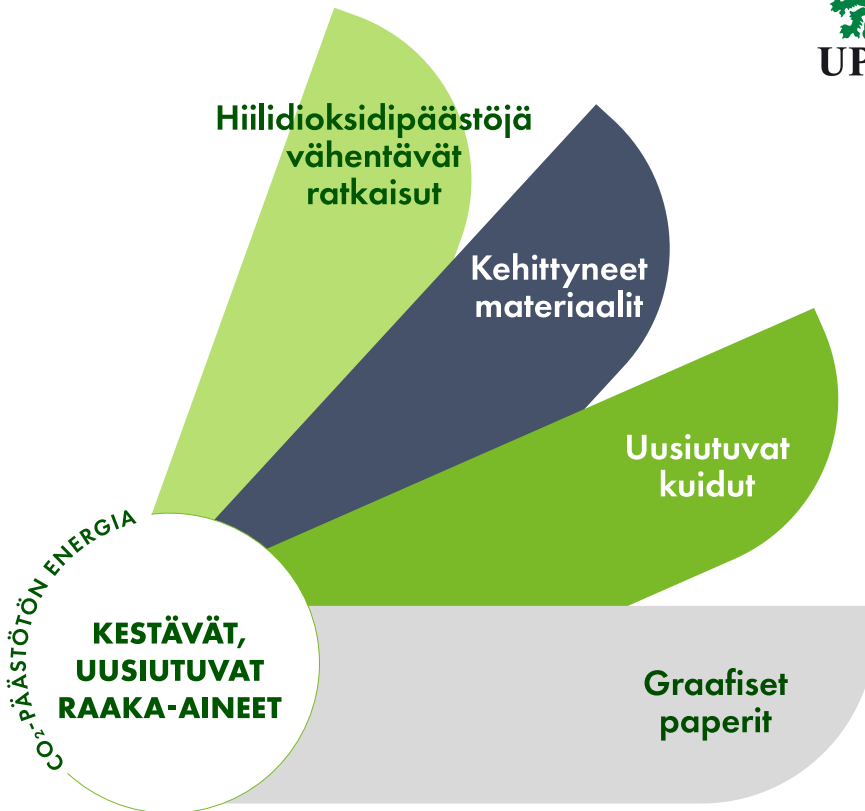 UP
Hiilidioksidipäästöjä
vähentävät
ratkaisut
Kehittyneet
materiaalit
Uusiutuvat
kuidut
CO₂-PÄÄSTÖTÖN ENERGIA
KESTÄVÄT,
UUSIUTUVAT
RAAKA-AINEET
Graafiset
paperit